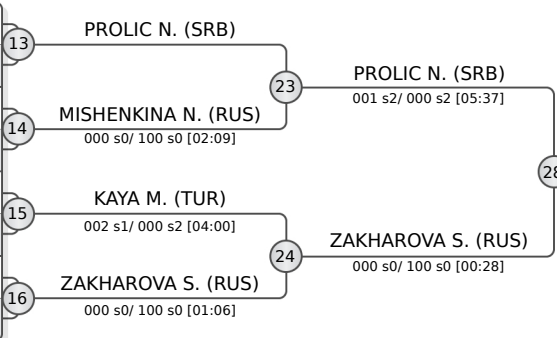 PROLIC N. (SRB)
13
23
PROLIC N. (SRB)
001 s2/ 000 s2 [05:37]
MISHENKINA N. (RUS)
14
000 s0/ 100 s0 [02:09]
28
KAYA M. (TUR)
15
002 s1/ 000 s2 [04:00]
24
ZAKHAROVA S. (RUS)
000 s0/ 100 s0 [00:28]
ZAKHAROVA S. (RUS)
16
000 s0/ 100 s0 [01:06]